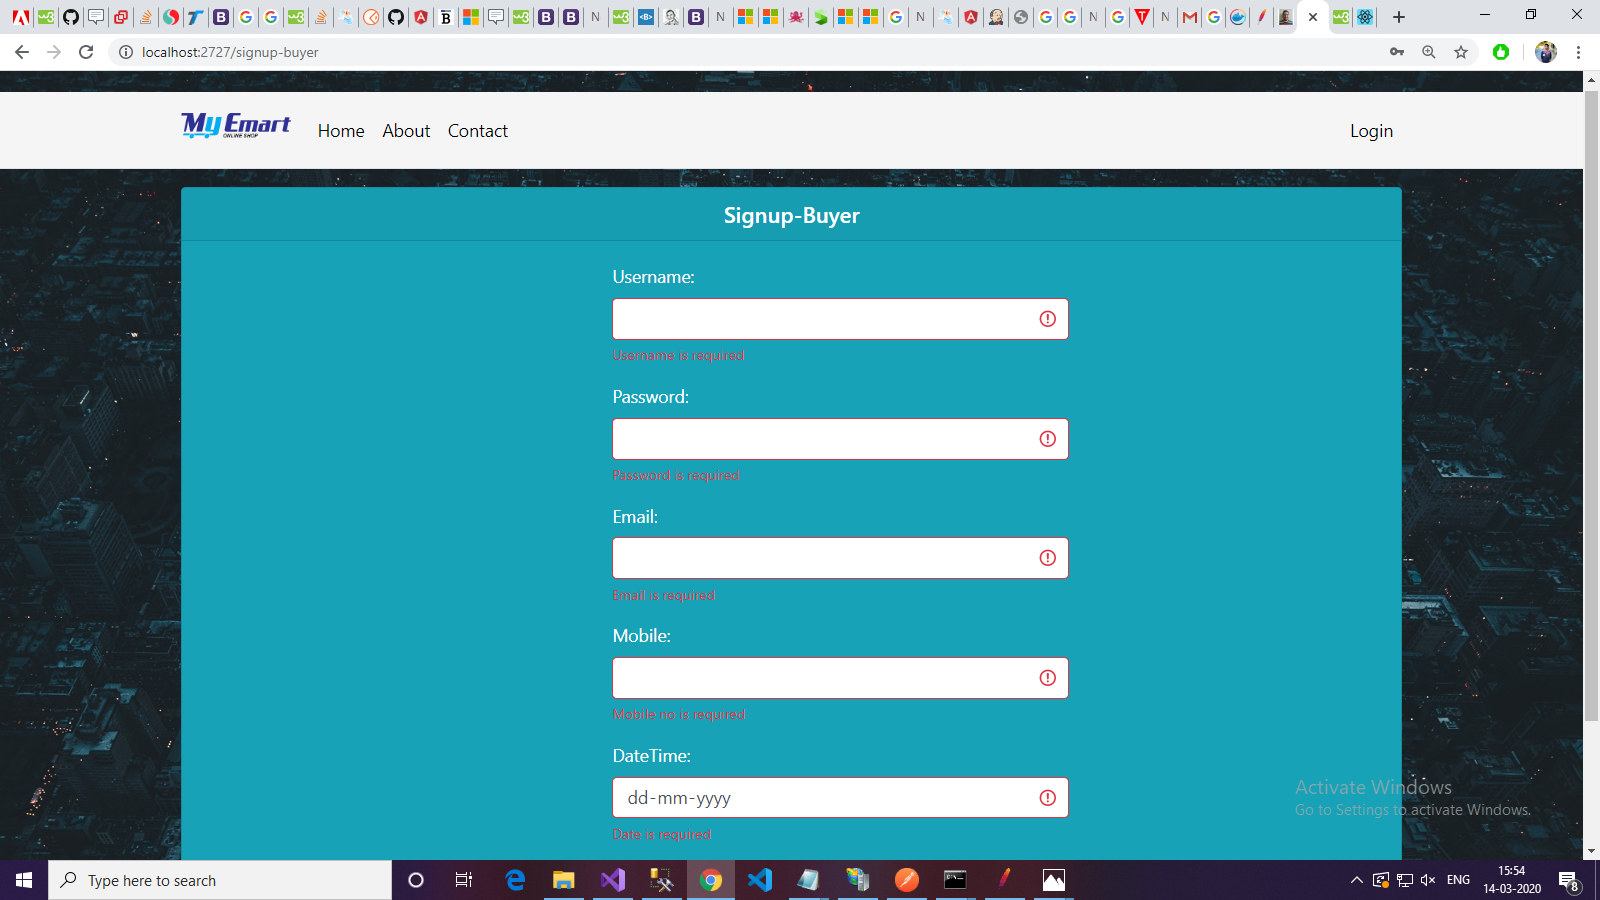 localhost:2727/signup-buyer
My Emart
ONLINE SHOP
Home
About
Contact
Login
Signup-Buyer
Username:
Username is required
Password:
Password is required
Email:
Email is required
Mobile:
Mobile no is required
DateTime:
dd-mm-yyyy
Date is required
Activate Windows
Go to Settings to activate Windows.
Type here to search
ENG
15:54
14-03-2020
8